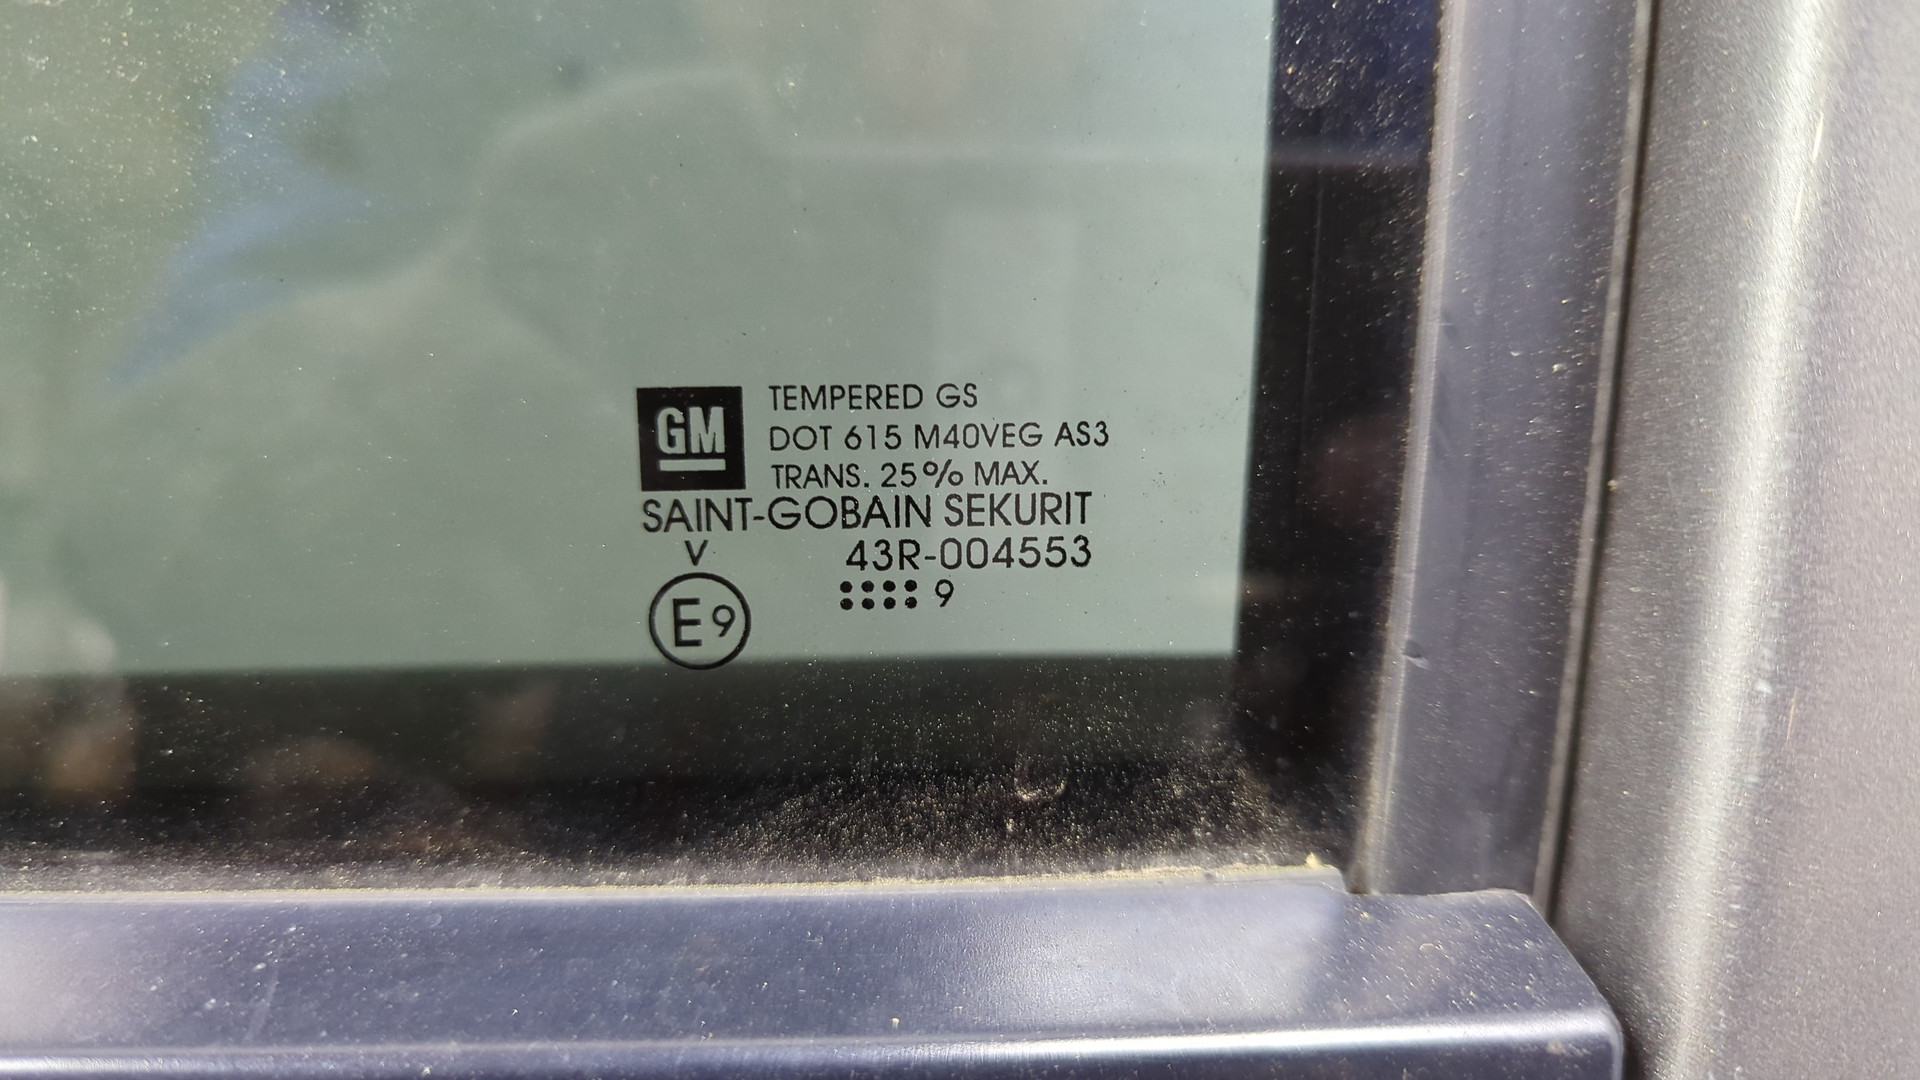 GM
TEMPERED GS
DOT 615 M40VEG AS3
TRANS. 25% MAX.
SAINT-GOBAIN SEKURIT
V 43R-004553
E9 9